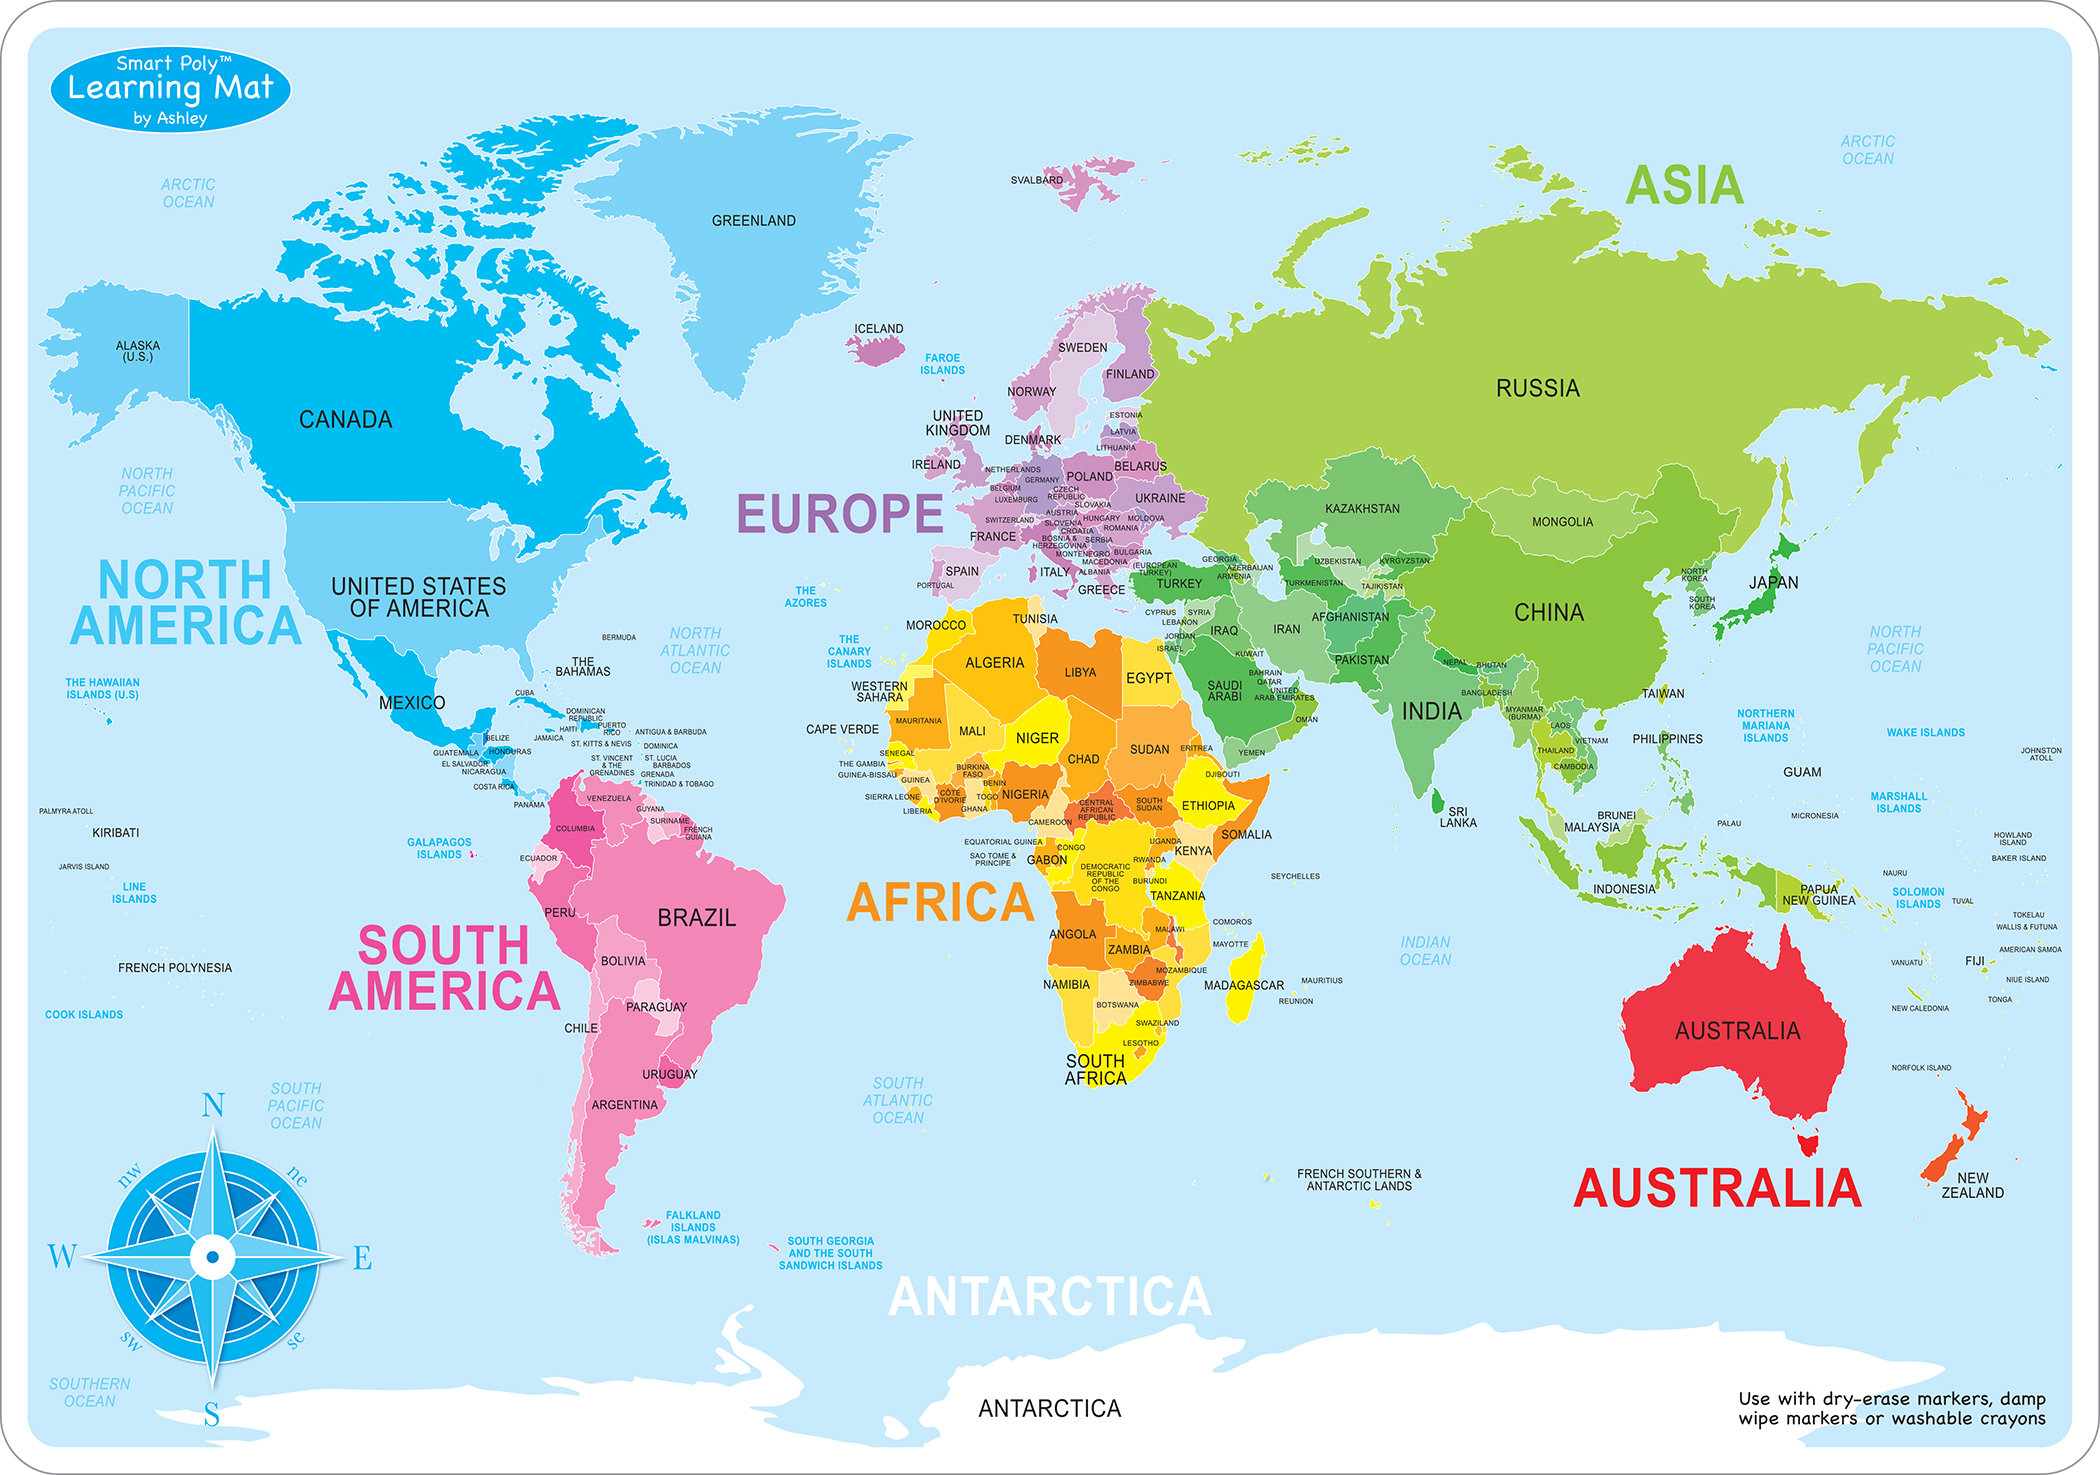 Smart Poly™
Learning Mat
by Ashley
ARCTIC
OCEAN
ARCTIC
OCEAN
ASIA
SVALBARD
GREENLAND
ICELAND
FAROE
ISLANDS
ALASKA
(U.S.)
CANADA
SWEDEN
FINLAND
NORWAY
RUSSIA
UNITED
KINGDOM
DENMARK
ESTONIA
LATVIA
LITHUANIA
IRELAND
NETHERLANDS
BELARUS
GERMANY
POLAND
BELGIUM
CZECH
REPUBLIC
LUXEMBURG
SLOVAKIA
UKRAINE
AUSTRIA
SWITZERLAND
HUNGARY
MOLDOVA
SLOVENIA
CROATIA
ROMANIA
FRANCE
BOSNIA &
HERZEGOVINA
SERBIA
MONTENEGRO
BULGARIA
MACEDONIA
ITALY
ALBANIA
(EUROPEAN
TURKEY)
SPAIN
PORTUGAL
GREECE
TURKEY
GEORGIA
AZERBAIJAN
ARMENIA
EUROPE
NORTH
PACIFIC
OCEAN
NORTH
AMERICA
UNITED STATES
OF AMERICA
KAZAKHSTAN
MONGOLIA
UZBEKISTAN
KYRGYZSTAN
TURKMENISTAN
TAJIKISTAN
NORTH
KOREA
SOUTH
KOREA
JAPAN
CHINA
THE
AZORES
THE
CANARY
ISLANDS
MOROCCO
TUNISIA
CYPRUS
SYRIA
LEBANON
JORDAN
ISRAEL
IRAQ
IRAN
AFGHANISTAN
KUWAIT
PAKISTAN
NEPAL
BHUTAN
NORTH
PACIFIC
OCEAN
BERMUDA
NORTH
ATLANTIC
OCEAN
ALGERIA
LIBYA
EGYPT
BAHRAIN
QATAR
UNITED
ARAB EMIRATES
SAUDI
ARABI
OMAN
YEMEN
BANGLADESH
INDIA
MYANMAR
(BURMA)
LAOS
TAIWAN
THAILAND
VIETNAM
CAMBODIA
PHILIPPINES
THE HAWAIIAN
ISLANDS (U.S)
MEXICO
THE
BAHAMAS
CUBA
DOMINICAN
REPUBLIC
HAITI
PUERTO
RICO
JAMAICA
BELIZE
HONDURAS
GUATEMALA
EL SALVADOR
NICARAGUA
COSTA RICA
PANAMA
ST. KITTS & NEVIS
ANTIGUA & BARBUDA
DOMINICA
ST. LUCIA
BARBADOS
ST. VINCENT
& THE
GRENADINES
GRENADA
TRINIDAD & TOBAGO
WESTERN
SAHARA
CAPE VERDE
MAURITANIA
MALI
NIGER
CHAD
SUDAN
ERITREA
SENEGAL
THE GAMBIA
GUINEA-BISSAU
GUINEA
BURKINA
FASO
BENIN
DJIBOUTI
SIERRA LEONE
LIBERIA
CÔTE
D'IVORIE
GHANA
TOGO
NIGERIA
CENTRAL
AFRICAN
REPUBLIC
SOUTH
SUDAN
ETHIOPIA
SOMALIA
CAMEROON
EQUATORIAL GUINEA
SAO TOME &
PRINCIPE
GABON
CONGO
UGANDA
KENYA
RWANDA
BURUNDI
DEMOCRATIC
REPUBLIC
OF THE
CONGO
TANZANIA
SEYCHELLES
NORTHERN
MARIANA
ISLANDS
WAKE ISLANDS
JOHNSTON
ATOLL
GUAM
MARSHALL
ISLANDS
MICRONESIA
PALAU
HOWLAND
ISLAND
BAKER ISLAND
NAURU
SRI
LANKA
BRUNEI
MALAYSIA
INDONESIA
PAPUA
NEW GUINEA
SOLOMON
ISLANDS
TUVAL
TOKELAU
WALLIS & FUTUNA
AMERICAN SAMOA
VANUATU
FIJI
NIUE ISLAND
TONGA
NEW CALEDONIA
NORFOLK ISLAND
PALMYRA ATOLL
KIRIBATI
JARVIS ISLAND
LINE
ISLANDS
GALAPAGOS
ISLANDS
VENEZUELA
GUYANA
SURINAME
FRENCH
GUIANA
COLUMBIA
ECUADOR
PERU
BRAZIL
BOLIVIA
PARAGUAY
CHILE
URUGUAY
ARGENTINA
SOUTH
AMERICA
AFRICA
ANGOLA
ZAMBIA
MALAWI
COMOROS
MAYOTTE
MOZAMBIQUE
ZIMBABWE
NAMIBIA
BOTSWANA
MADAGASCAR
MAURITIUS
REUNION
SWAZILAND
LESOTHO
SOUTH
AFRICA
INDIAN
OCEAN
AUSTRALIA
AUSTRALIA
NEW
ZEALAND
FRENCH POLYNESIA
COOK ISLANDS
SOUTH
PACIFIC
OCEAN
SOUTH
ATLANTIC
OCEAN
FRENCH SOUTHERN &
ANTARCTIC LANDS
FALKLAND
ISLANDS
(ISLAS MALVINAS)
SOUTH GEORGIA
AND THE SOUTH
SANDWICH ISLANDS
N
nw
ne
W
E
sw
se
S
SOUTHERN
OCEAN
ANTARCTICA
ANTARCTICA
Use with dry-erase markers, damp
wipe markers or washable crayons